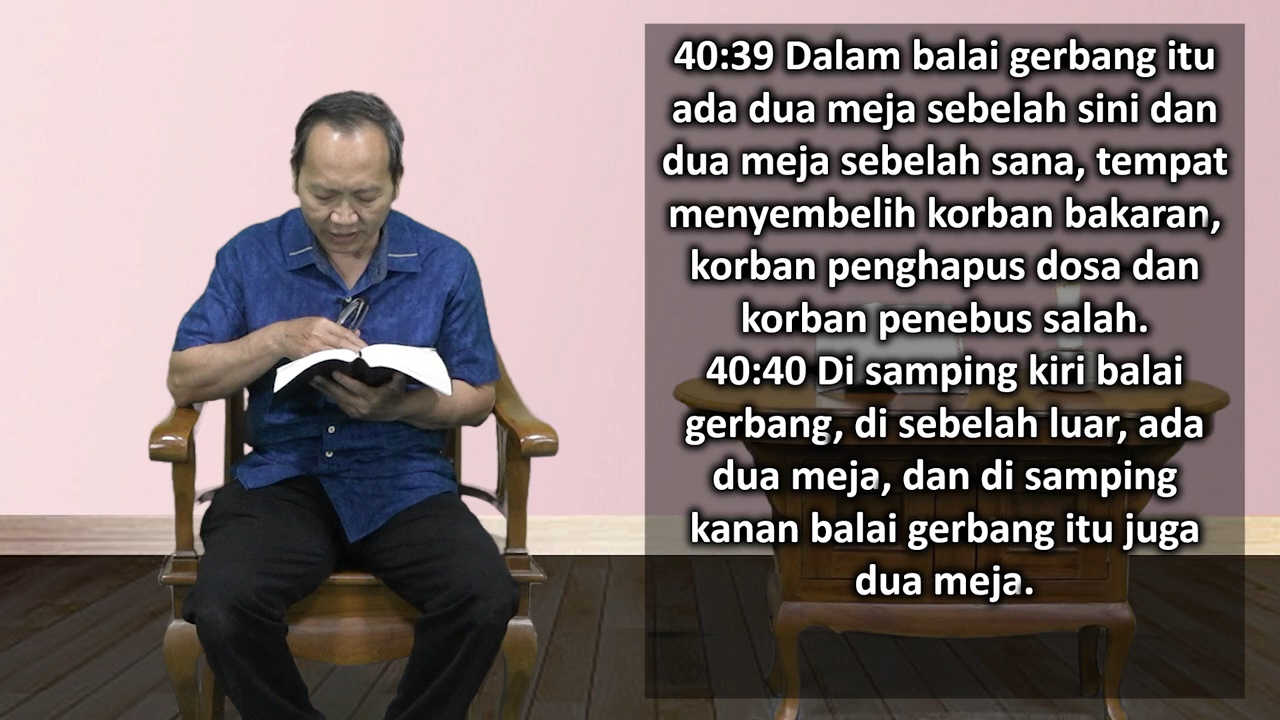 40:39 Dalam balai gerbang itu
ada dua meja sebelah sini dan
dua meja sebelah sana, tempat
menyembelih korban bakaran,
korban penghapus dosa dan
korban penebus salah.
40:40 Di samping kiri balai
gerbang, di sebelah luar, ada
dua meja, dan di samping
kanan balai gerbang itu juga
dua meja.